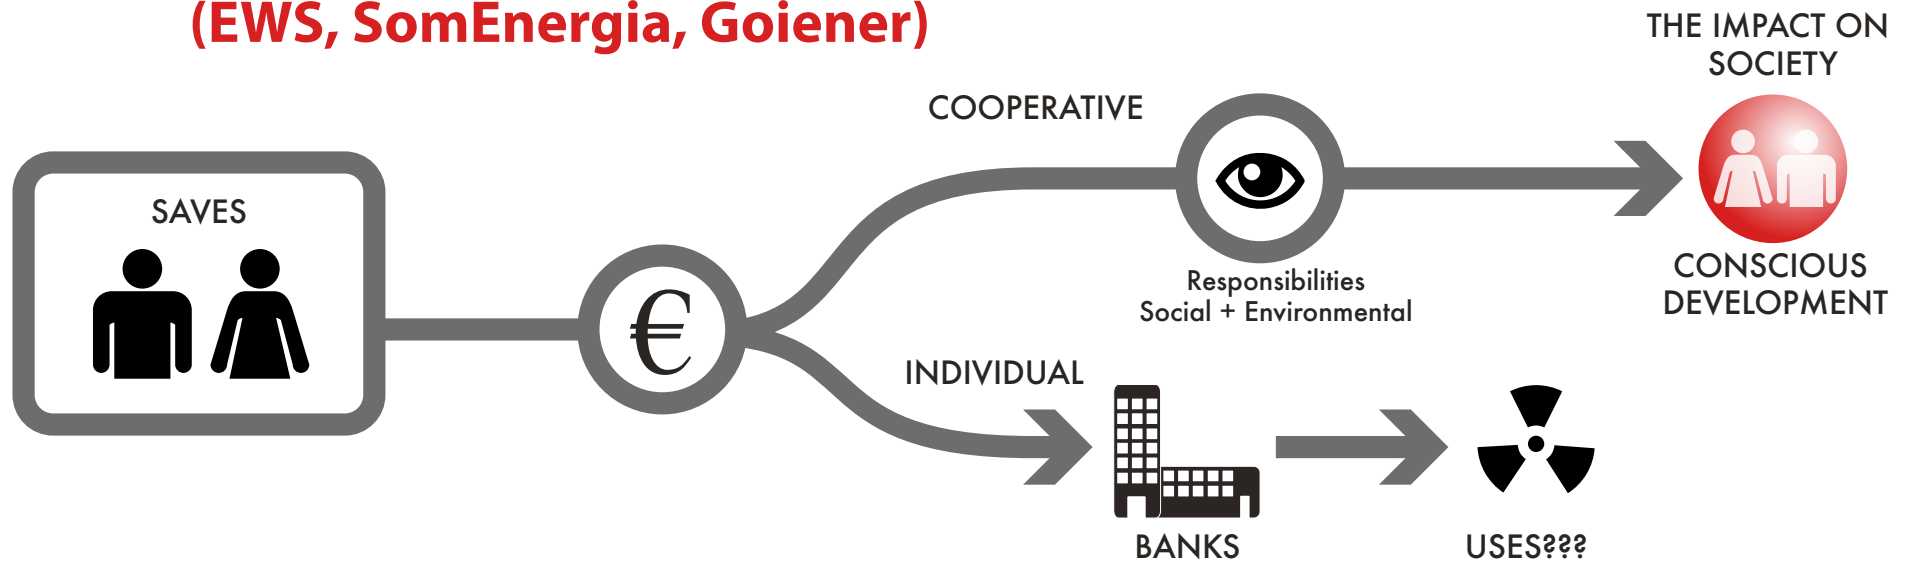 (EWS, SomEnergia, Goiener)
THE IMPACT ON
SOCIETY
COOPERATIVE
SAVES
€
Responsibilities
Social + Environmental
CONSCIOUS
DEVELOPMENT
INDIVIDUAL
BANKS
USES???